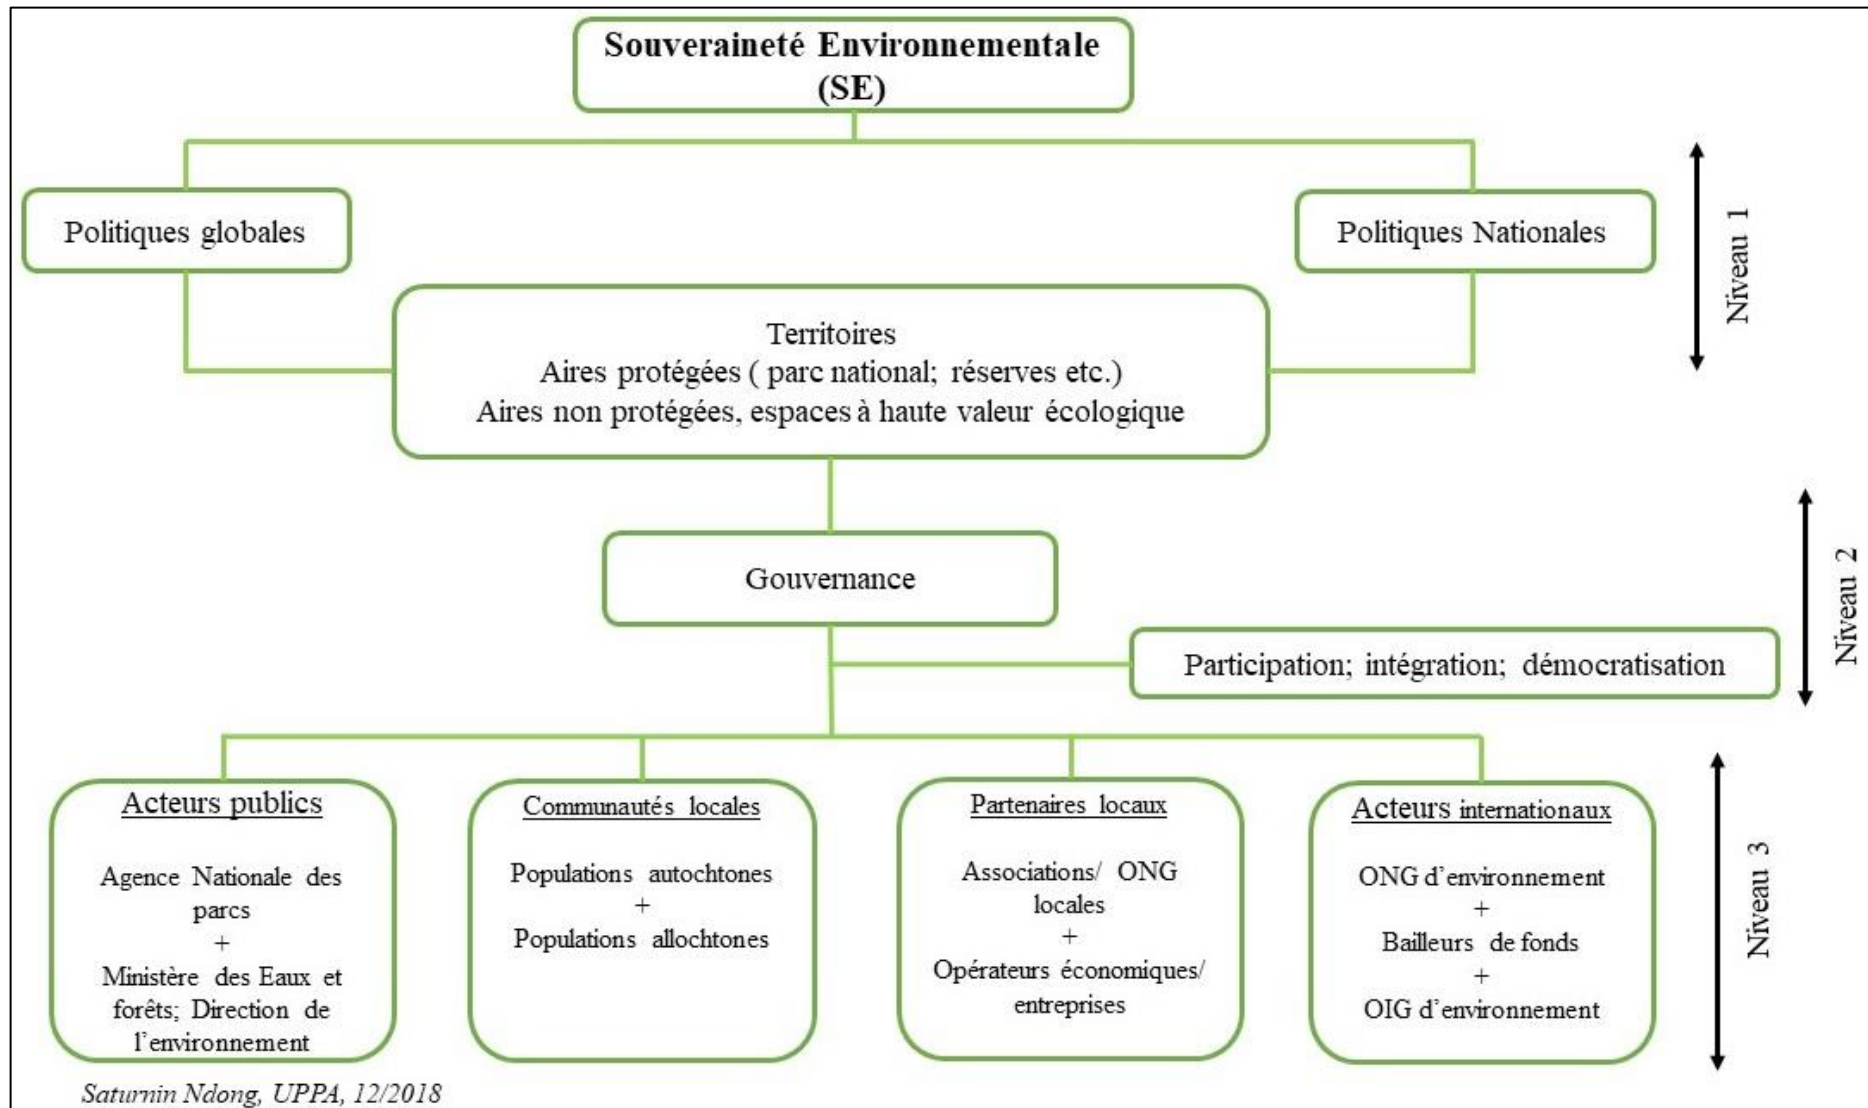 Souveraineté Environnementale
(SE)
Politiques globales
Politiques Nationales
Niveau 1
Territoires
Aires protégées ( parc national; réserves etc.)
Aires non protégées, espaces à haute valeur écologique
Gouvernance
Niveau 2
Participation; intégration; démocratisation
Acteurs publics
Agence Nationale des
parcs
+
Ministère des Eaux et
forêts; Direction de
l’environnement
Communautés locales
Populations autochtones
+
Populations allochtones
Partenaires locaux
Associations/ ONG
locales
+
Opérateurs économiques/
entreprises
Acteurs internationaux
ONG d’environnement
+
Bailleurs de fonds
+
OIG d’environnement
Niveau 3
Saturnin Ndong, UPPA, 12/2018